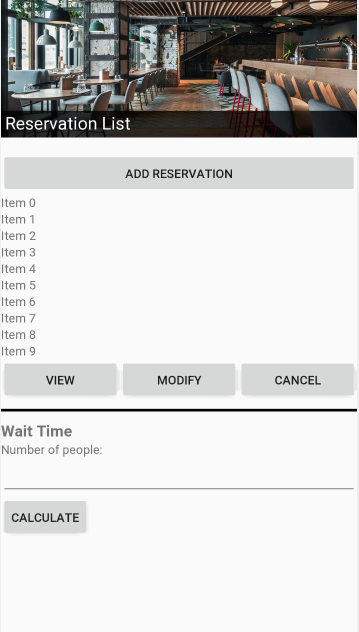 Reservation List
ADD RESERVATION
Item 0
Item 1
Item 2
Item 3
Item 4
Item 5
Item 6
Item 7
Item 8
Item 9
VIEW MODIFY CANCEL
Wait Time
Number of people:
CALCULATE